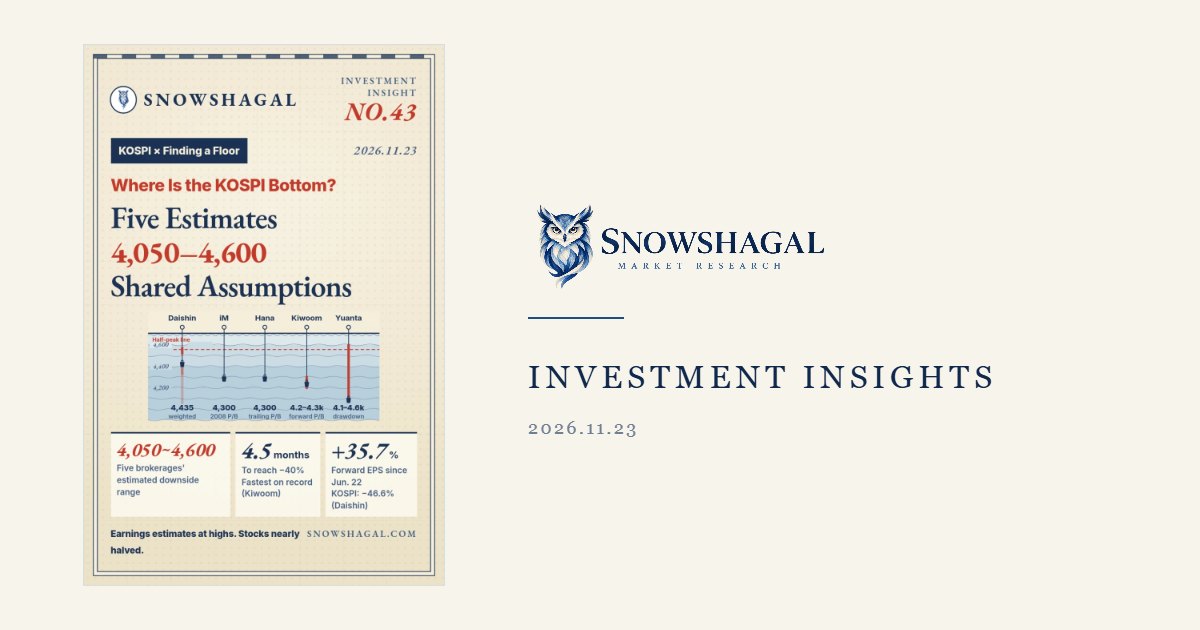 SNOWSHAGAL
INVESTMENT
INSIGHT
NO.43
KOSPI × Finding a Floor
2026.11.23
Where Is the KOSPI Bottom?
Five Estimates
4,050–4,600
Shared Assumptions
Daishin iM Hana Kiwoom Yuanta
Half-peak line
4,600
4,400
4,200
4,435 4,300 4,300 4.2–4.3k 4.1–4.6k
weighted 2008 P/B trailing P/B forward P/B drawdown
4,050~4,600
Five brokerages'
estimated downside
range
4.5 months
To reach −40%
Fastest on record
(Kiwoom)
+35.7%
Forward EPS since
Jun. 22
KOSPI: −46.6%
(Daishin)
Earnings estimates at highs. Stocks nearly
halved.
SNOWSHAGAL.COM
SNOWSHAGAL
MARKET RESEARCH
INVESTMENT INSIGHTS
2026.11.23